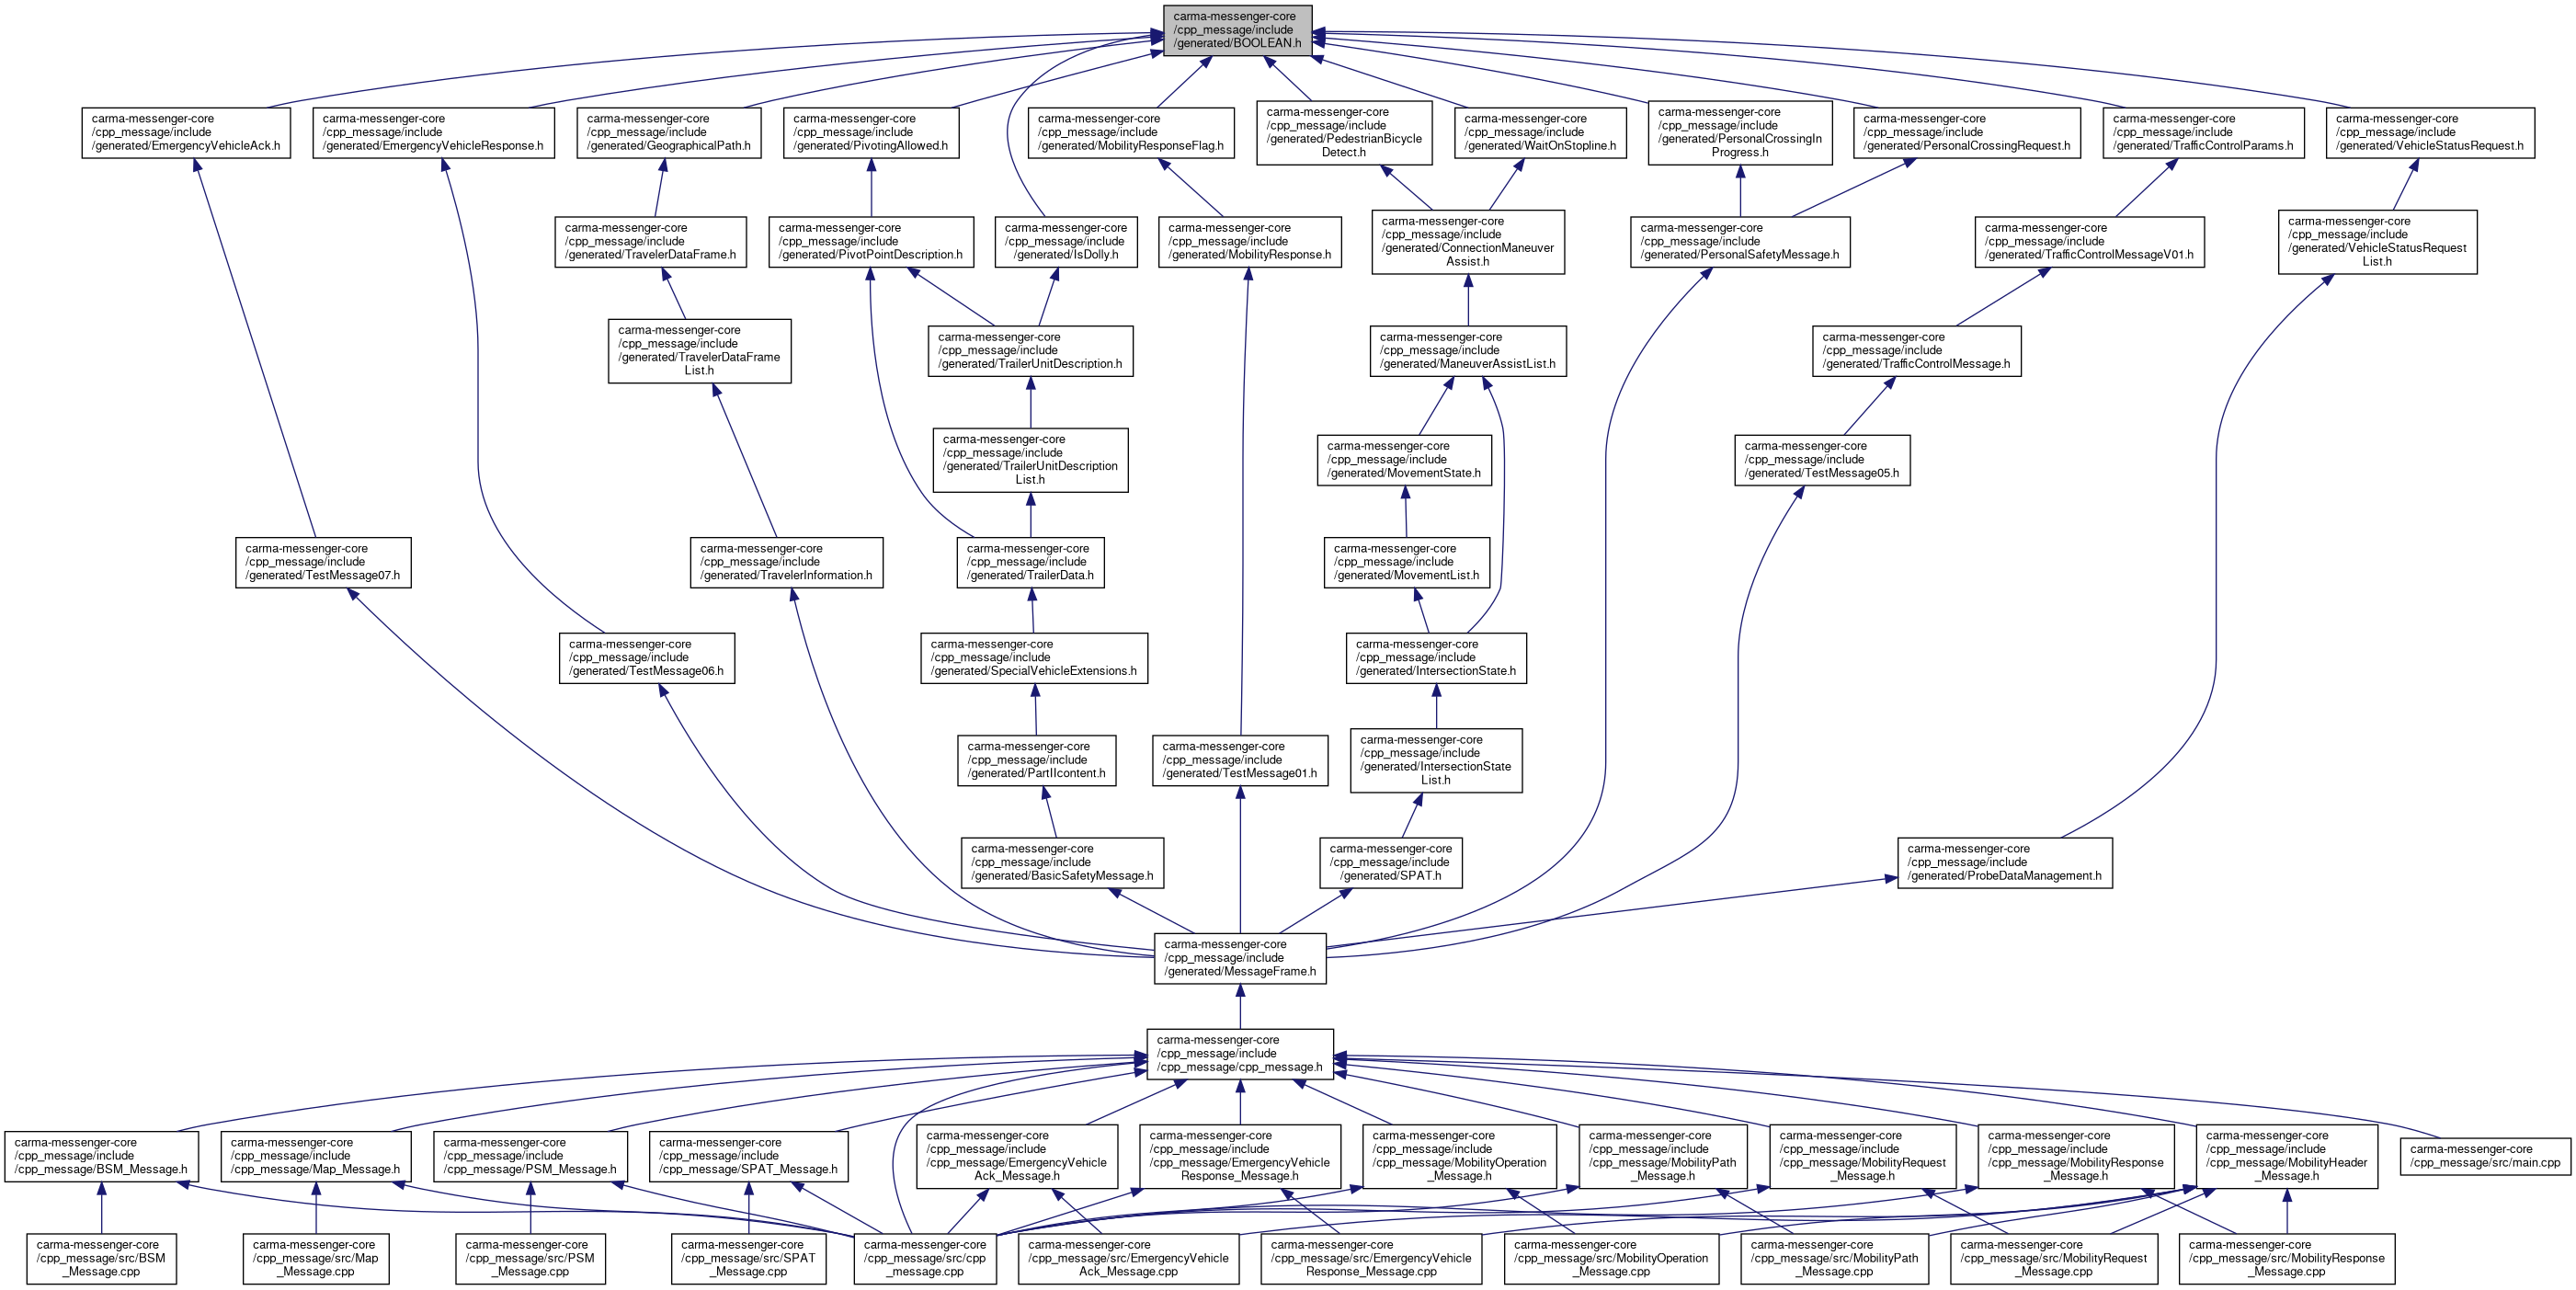 carma-messenger-core
/cpp_message/include
/generated/BOOLEAN.h
carma-messenger-core
/cpp_message/include
/generated/EmergencyVehicleAck.h
carma-messenger-core
/cpp_message/include
/generated/EmergencyVehicleResponse.h
carma-messenger-core
/cpp_message/include
/generated/GeographicalPath.h
carma-messenger-core
/cpp_message/include
/generated/PivotingAllowed.h
carma-messenger-core
/cpp_message/include
/generated/MobilityResponseFlag.h
carma-messenger-core
/cpp_message/include
/generated/PedestrianBicycle
Detect.h
carma-messenger-core
/cpp_message/include
/generated/WaitOnStopline.h
carma-messenger-core
/cpp_message/include
/generated/PersonalCrossingIn
Progress.h
carma-messenger-core
/cpp_message/include
/generated/PersonalCrossingRequest.h
carma-messenger-core
/cpp_message/include
/generated/TrafficControlParams.h
carma-messenger-core
/cpp_message/include
/generated/VehicleStatusRequest.h
carma-messenger-core
/cpp_message/include
/generated/TravelerDataFrame.h
carma-messenger-core
/cpp_message/include
/generated/PivotPointDescription.h
carma-messenger-core
/cpp_message/include
/generated/IsDolly.h
carma-messenger-core
/cpp_message/include
/generated/MobilityResponse.h
carma-messenger-core
/cpp_message/include
/generated/ConnectionManeuver
Assist.h
carma-messenger-core
/cpp_message/include
/generated/PersonalSafetyMessage.h
carma-messenger-core
/cpp_message/include
/generated/TrafficControlMessageV01.h
carma-messenger-core
/cpp_message/include
/generated/VehicleStatusRequest
List.h
carma-messenger-core
/cpp_message/include
/generated/TravelerDataFrame
List.h
carma-messenger-core
/cpp_message/include
/generated/TrailerUnitDescription.h
carma-messenger-core
/cpp_message/include
/generated/ManeuverAssistList.h
carma-messenger-core
/cpp_message/include
/generated/TrafficControlMessage.h
carma-messenger-core
/cpp_message/include
/generated/TrailerUnitDescription
List.h
carma-messenger-core
/cpp_message/include
/generated/MovementState.h
carma-messenger-core
/cpp_message/include
/generated/TestMessage05.h
carma-messenger-core
/cpp_message/include
/generated/TestMessage07.h
carma-messenger-core
/cpp_message/include
/generated/TravelerInformation.h
carma-messenger-core
/cpp_message/include
/generated/TrailerData.h
carma-messenger-core
/cpp_message/include
/generated/MovementList.h
carma-messenger-core
/cpp_message/include
/generated/TestMessage06.h
carma-messenger-core
/cpp_message/include
/generated/SpecialVehicleExtensions.h
carma-messenger-core
/cpp_message/include
/generated/IntersectionState.h
carma-messenger-core
/cpp_message/include
/generated/PartIIcontent.h
carma-messenger-core
/cpp_message/include
/generated/TestMessage01.h
carma-messenger-core
/cpp_message/include
/generated/IntersectionState
List.h
carma-messenger-core
/cpp_message/include
/generated/BasicSafetyMessage.h
carma-messenger-core
/cpp_message/include
/generated/SPAT.h
carma-messenger-core
/cpp_message/include
/generated/ProbeDataManagement.h
carma-messenger-core
/cpp_message/include
/generated/MessageFrame.h
carma-messenger-core
/cpp_message/include
/cpp_message/cpp_message.h
carma-messenger-core
/cpp_message/include
/cpp_message/BSM_Message.h
carma-messenger-core
/cpp_message/include
/cpp_message/Map_Message.h
carma-messenger-core
/cpp_message/include
/cpp_message/PSM_Message.h
carma-messenger-core
/cpp_message/include
/cpp_message/SPAT_Message.h
carma-messenger-core
/cpp_message/include
/cpp_message/EmergencyVehicle
Ack_Message.h
carma-messenger-core
/cpp_message/include
/cpp_message/EmergencyVehicle
Response_Message.h
carma-messenger-core
/cpp_message/include
/cpp_message/MobilityOperation
_Message.h
carma-messenger-core
/cpp_message/include
/cpp_message/MobilityPath
_Message.h
carma-messenger-core
/cpp_message/include
/cpp_message/MobilityRequest
_Message.h
carma-messenger-core
/cpp_message/include
/cpp_message/MobilityResponse
_Message.h
carma-messenger-core
/cpp_message/include
/cpp_message/MobilityHeader
_Message.h
carma-messenger-core
/cpp_message/src/main.cpp
carma-messenger-core
/cpp_message/src/BSM
_Message.cpp
carma-messenger-core
/cpp_message/src/Map
_Message.cpp
carma-messenger-core
/cpp_message/src/PSM
_Message.cpp
carma-messenger-core
/cpp_message/src/SPAT
_Message.cpp
carma-messenger-core
/cpp_message/src/cpp
_message.cpp
carma-messenger-core
/cpp_message/src/EmergencyVehicle
Ack_Message.cpp
carma-messenger-core
/cpp_message/src/EmergencyVehicle
Response_Message.cpp
carma-messenger-core
/cpp_message/src/MobilityOperation
_Message.cpp
carma-messenger-core
/cpp_message/src/MobilityPath
_Message.cpp
carma-messenger-core
/cpp_message/src/MobilityRequest
_Message.cpp
carma-messenger-core
/cpp_message/src/MobilityResponse
_Message.cpp